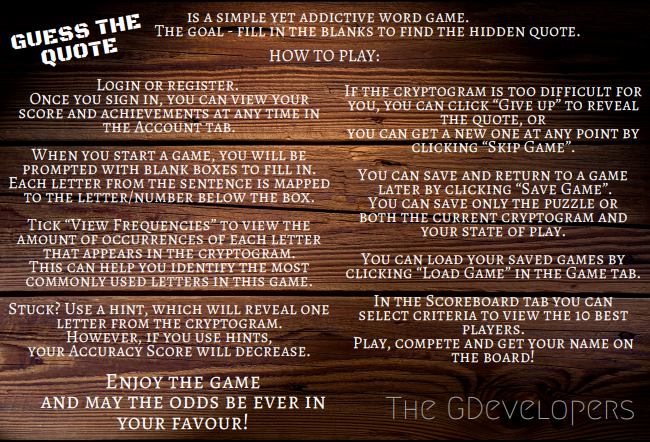 GUESS THE
QUOTE
is a simple yet addictive word game.
The goal - fill in the blanks to find the hidden quote.
how to play:
Login or register.
Once you sign in, you can view your
score and achievements at any time in
the Account tab.
When you start a game, you will be
prompted with blank boxes to fill in.
Each letter from the sentence is mapped
to the letter/number below the box.
Tick “View Frequencies” to view the
amount of occurrences of each letter
that appears in the cryptogram.
This can help you identify the most
commonly used letters in this game.
Stuck? Use a hint, which will reveal one
letter from the cryptogram.
However, if you use hints,
your Accuracy Score will decrease.
Enjoy the game
and may the odds be ever in
your favour!
If the cryptogram is too difficult for
you, you can click “Give up” to reveal
the quote, or
you can get a new one at any point by
clicking “Skip Game”.
You can save and return to a game
later by clicking “Save Game”.
You can save only the puzzle or
both the current cryptogram and
your state of play.
You can load your saved games by
clicking “Load Game” in the Game tab.
In the Scoreboard tab you can
select criteria to view the 10 best
players.
Play, compete and get your name on
the board!
The GDevelopers